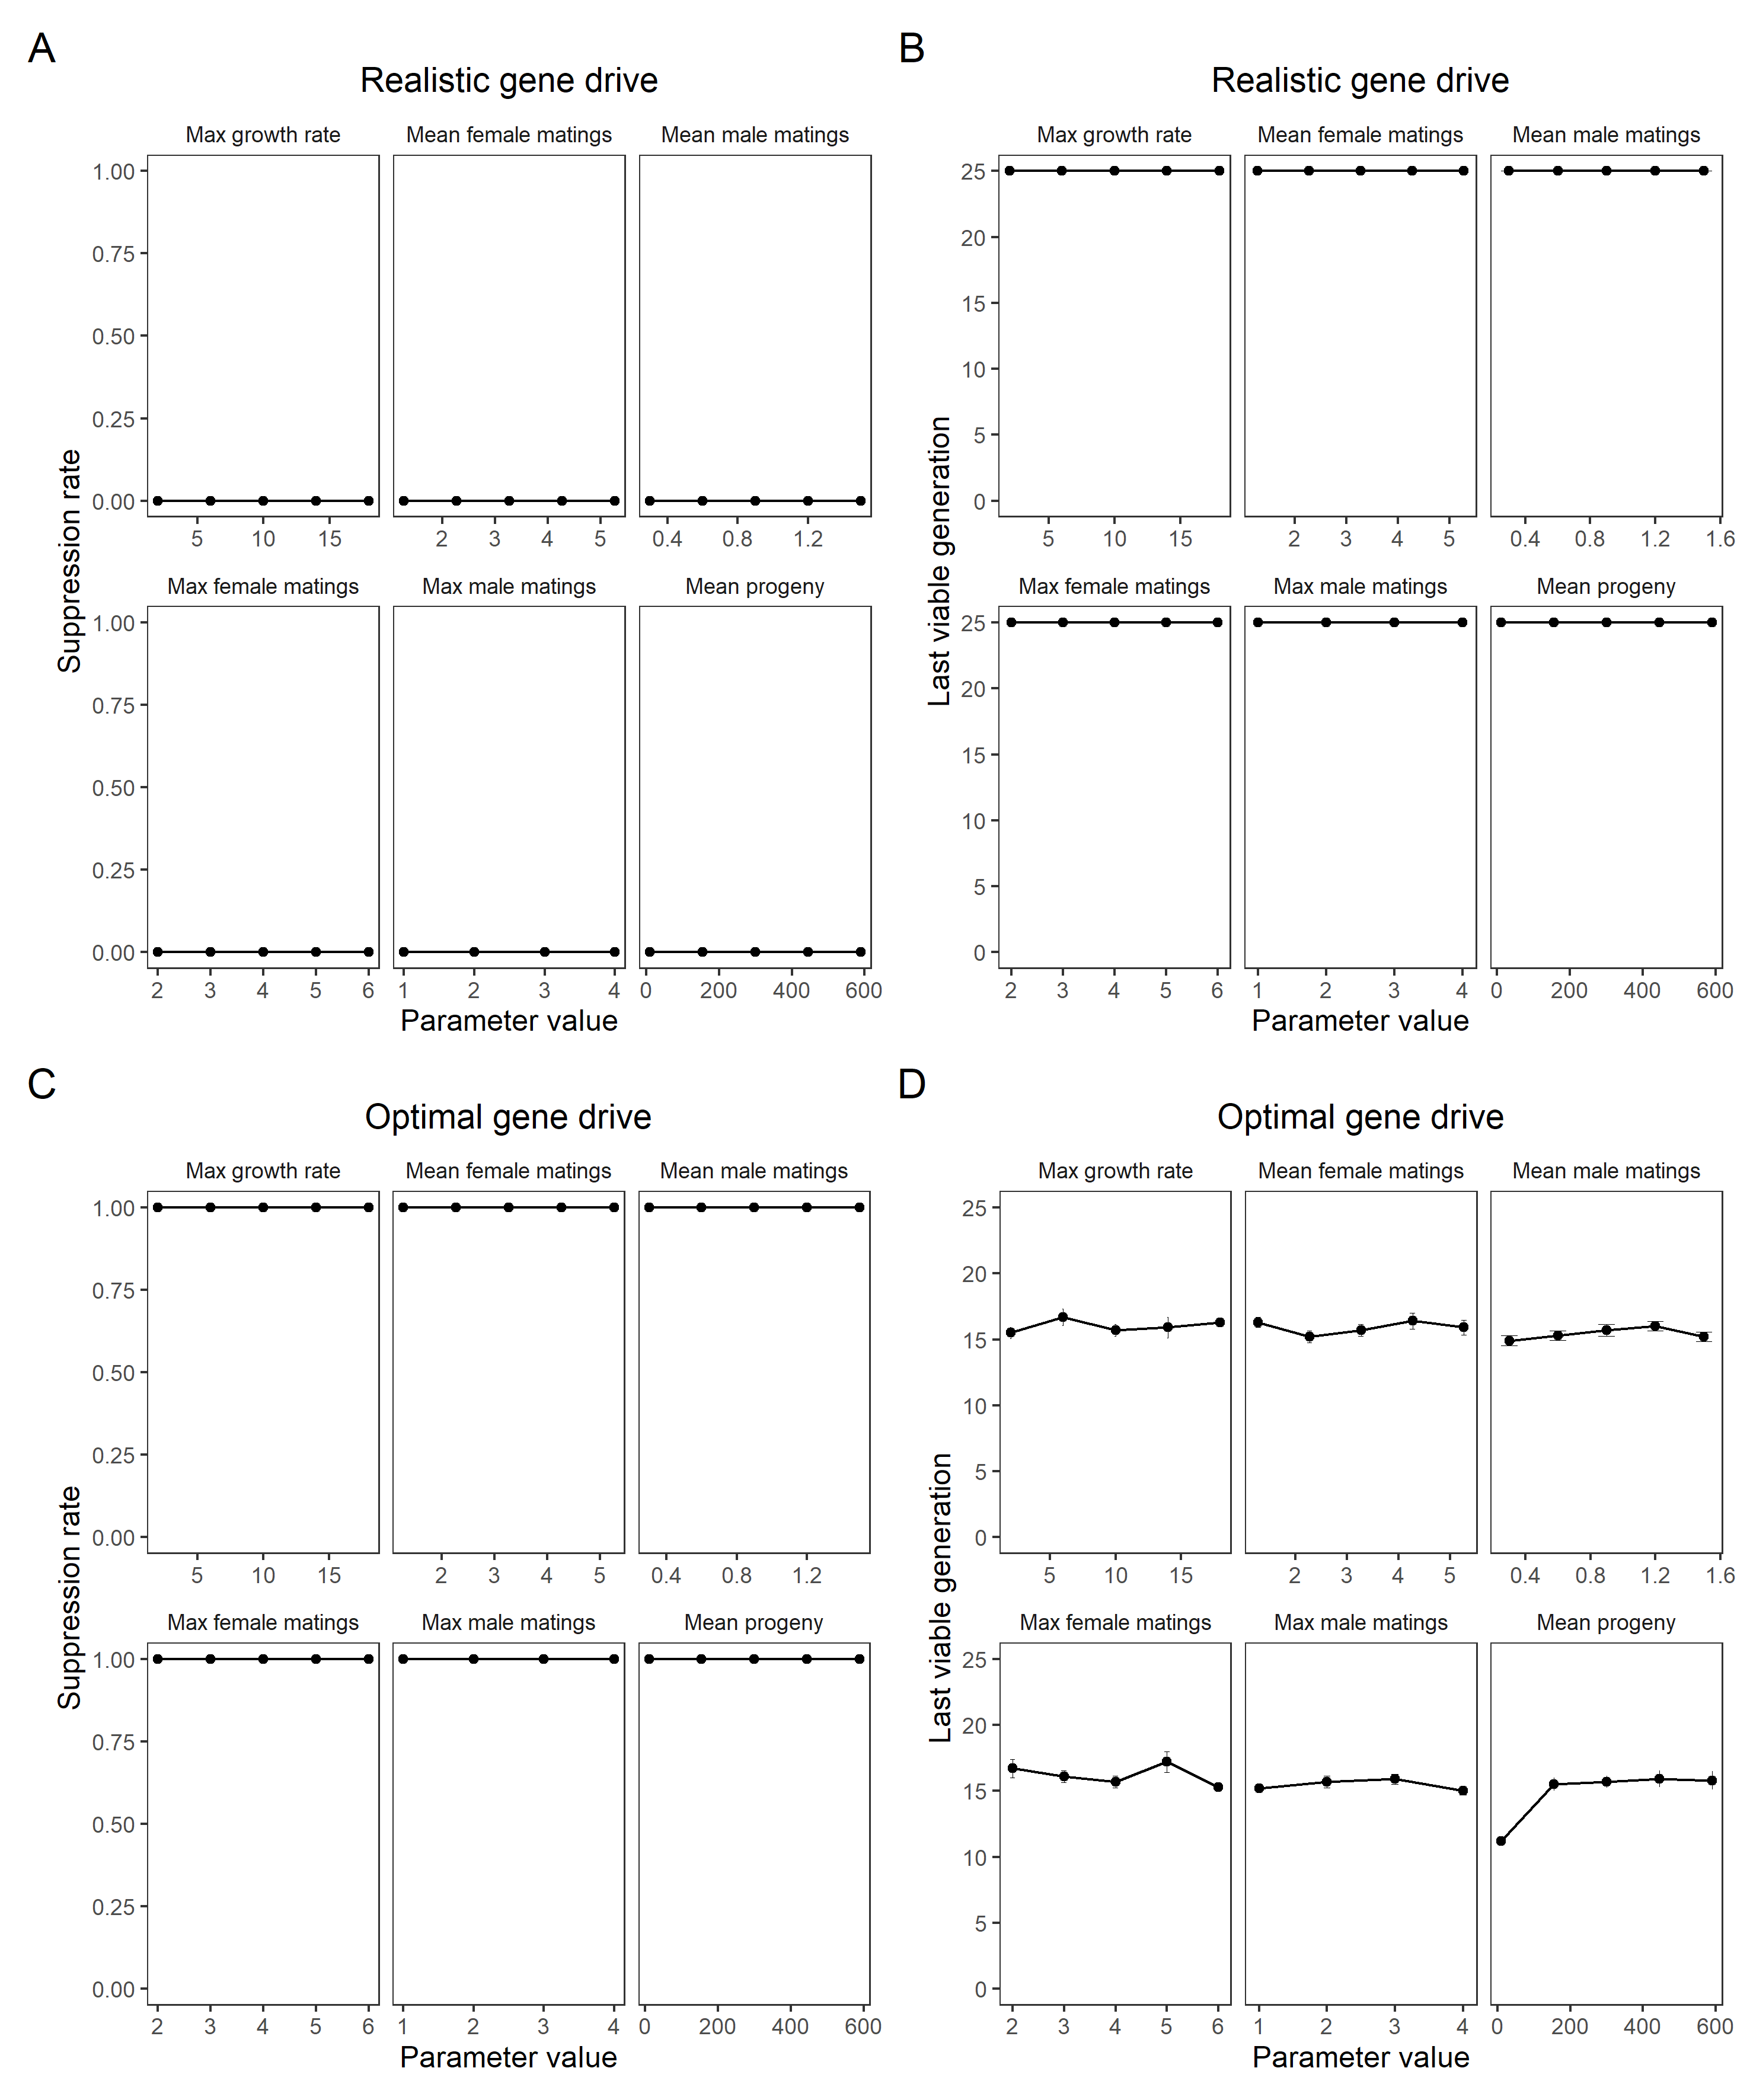 A
Realistic gene drive
Max growth rate Mean female matings Mean male matings
1.00
0.75
0.50
0.25
0.00
5 10 15 2 3 4 5 0.4 0.8 1.2
Suppression rate
Max female matings Max male matings Mean progeny
1.00
0.75
0.50
0.25
0.00
2 3 4 5 6 1 2 3 4 0 200 400 600
Parameter value
B
Realistic gene drive
Max growth rate Mean female matings Mean male matings
25
20
15
10
5
0
5 10 15 2 3 4 5 0.4 0.8 1.2 1.6
Last viable generation
Max female matings Max male matings Mean progeny
25
20
15
10
5
0
2 3 4 5 6 1 2 3 4 0 200 400 600
Parameter value
C
Optimal gene drive
Max growth rate Mean female matings Mean male matings
1.00
0.75
0.50
0.25
0.00
5 10 15 2 3 4 5 0.4 0.8 1.2
Suppression rate
Max female matings Max male matings Mean progeny
1.00
0.75
0.50
0.25
0.00
2 3 4 5 6 1 2 3 4 0 200 400 600
Parameter value
D
Optimal gene drive
Max growth rate Mean female matings Mean male matings
25
20
15
10
5
0
5 10 15 2 3 4 5 0.4 0.8 1.2 1.6
Last viable generation
Max female matings Max male matings Mean progeny
25
20
15
10
5
0
2 3 4 5 6 1 2 3 4 0 200 400 600
Parameter value